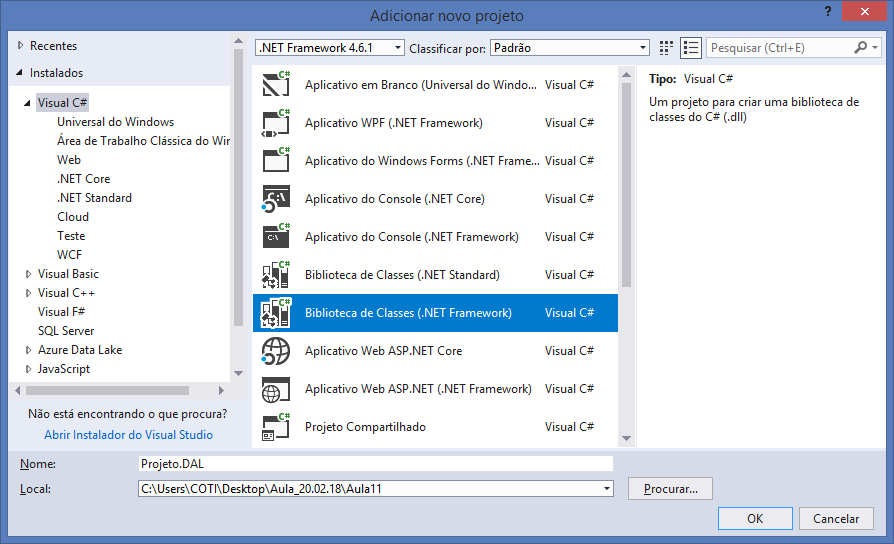 Adicionar novo projeto
?
Recentes
Instalados
Visual C#
Universal do Windows
Área de Trabalho Clássica do Wir
Web
.NET Core
.NET Standard
Cloud
Teste
WCF
Visual Basic
Visual C++
Visual F#
SQL Server
Azure Data Lake
JavaScript
Não está encontrando o que procura?
Abrir Instalador do Visual Studio
.NET Framework 4.6.1 Classificar por: Padrão
Pesquisar (Ctrl+E)
Aplicativo em Branco (Universal do Windo... Visual C#
Aplicativo WPF (.NET Framework) Visual C#
Aplicativo do Windows Forms (.NET Frame... Visual C#
Aplicativo do Console (.NET Core) Visual C#
Aplicativo do Console (.NET Framework) Visual C#
Biblioteca de Classes (.NET Standard) Visual C#
Biblioteca de Classes (.NET Framework) Visual C#
Aplicativo Web ASP.NET Core Visual C#
Aplicativo Web ASP.NET (.NET Framework) Visual C#
Projeto Compartilhado Visual C#
Tipo: Visual C#
Um projeto para criar uma biblioteca de
classes do C# (.dll)
Nome: Projeto.DAL
Local: C:\Users\COTI\Desktop\Aula_20.02.18\Aula11 Procurar...
OK Cancelar